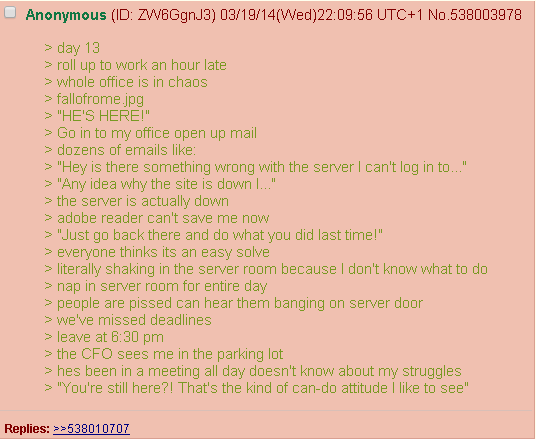 Anonymous (ID: ZW6GgnJ3) 03/19/14(Wed)22:09:56 UTC+1 No.538003978
> day 13
> roll up to work an hour late
> whole office is in chaos
> fallofrome.jpg
> "HE'S HERE!"
> Go in to my office open up mail
> dozens of emails like:
> "Hey is there something wrong with the server I can't log in to..."
> "Any idea why the site is down I..."
> the server is actually down
> adobe reader can't save me now
> "Just go back there and do what you did last time!"
> everyone thinks its an easy solve
> literally shaking in the server room because I don't know what to do
> nap in server room for entire day
> people are pissed can hear them banging on server door
> we've missed deadlines
> leave at 6:30 pm
> the CFO sees me in the parking lot
> hes been in a meeting all day doesn't know about my struggles
> "You're still here?! That's the kind of can-do attitude I like to see"
Replies: >>538010707